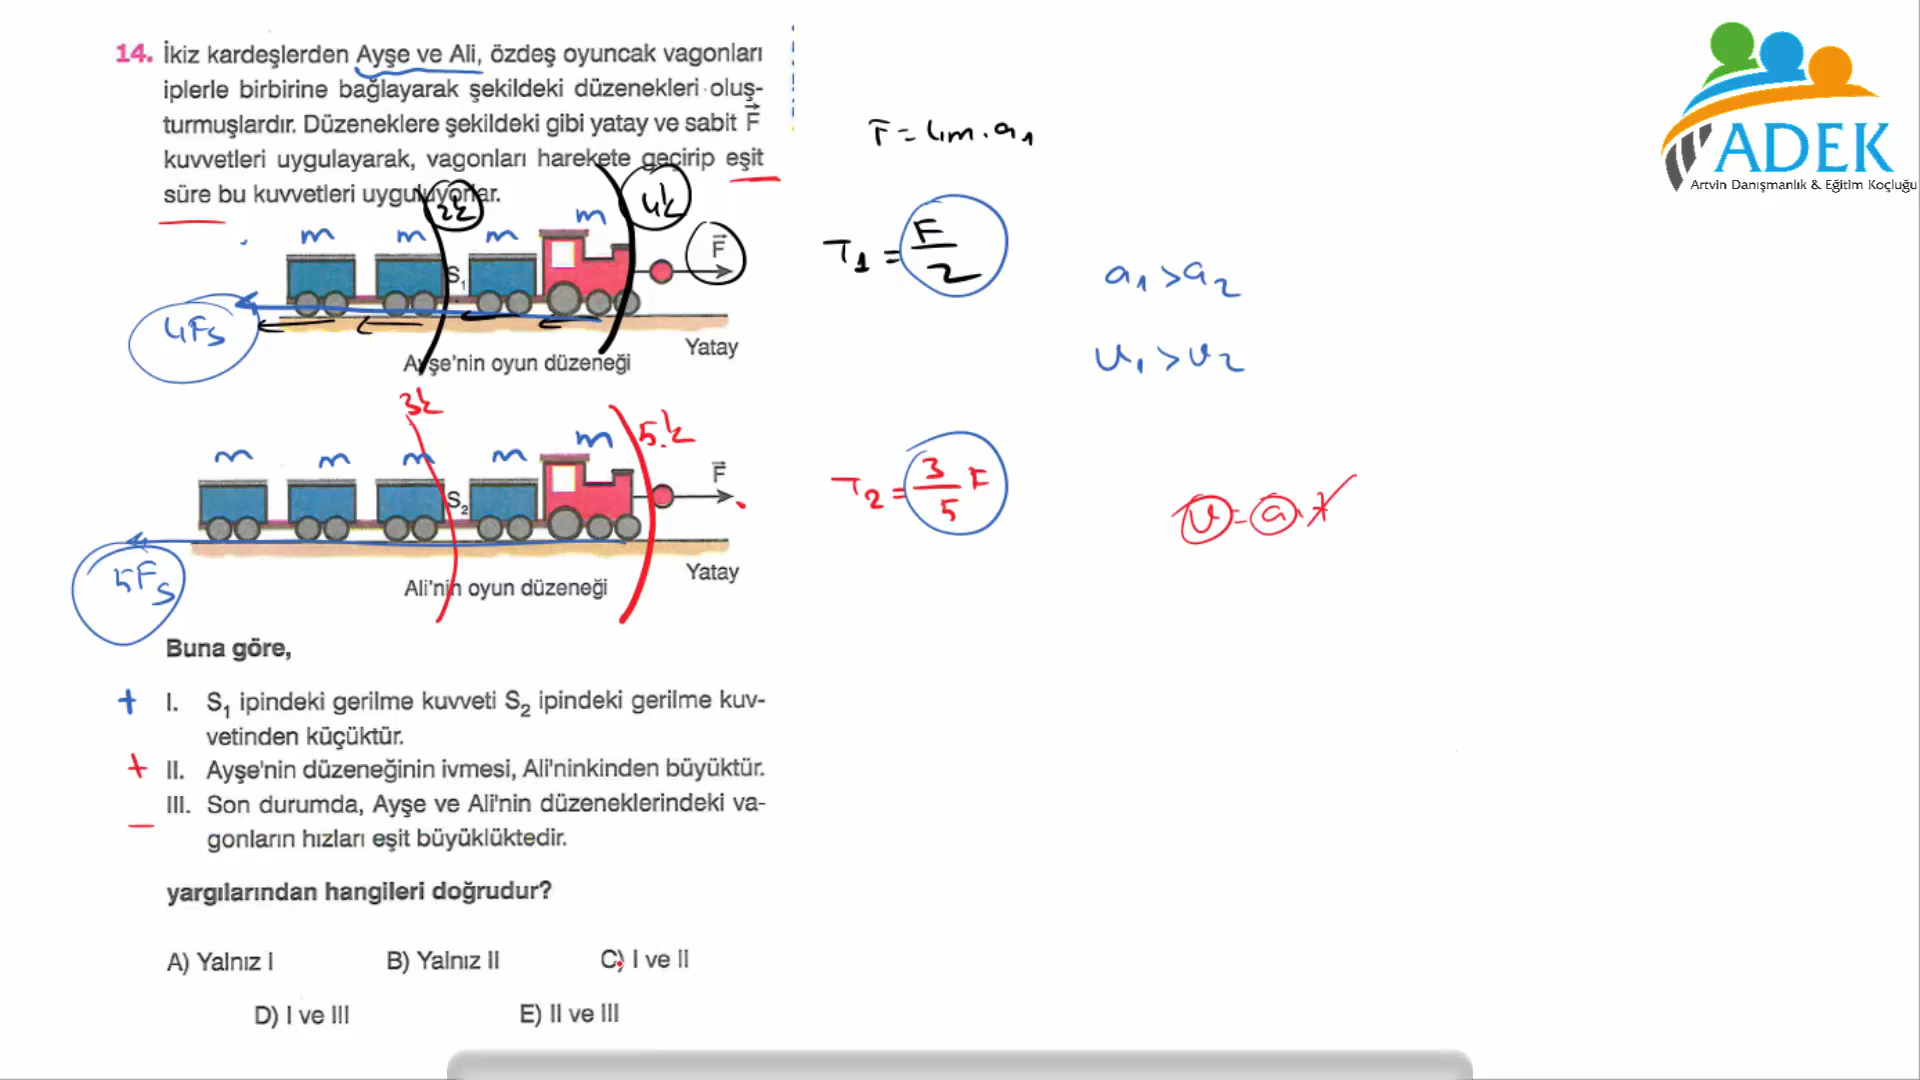 14. İkiz kardeşlerden Ayşe ve Ali, özdeş oyuncak vagonları
iplerle birbirine bağlayarak şekildeki düzenekleri oluş-
turmuşlardır. Düzeneklere şekildeki gibi yatay ve sabit F
kuvvetleri uygulayarak, vagonları harekete geçirip eşit
süre bu kuvvetleri uyguluyorlar.
2k
4k
m m m m
S1
F
4Fs
Yatay
Ayşe'nin oyun düzeneği
3k
5.k
m m m m m
S2
F
5Fs
Yatay
Ali'nin oyun düzeneği
Buna göre,
+ I. S1 ipindeki gerilme kuvveti S2 ipindeki gerilme kuv-
vetinden küçüktür.
+ II. Ayşe'nin düzeneğinin ivmesi, Ali'ninkinden büyüktür.
– III. Son durumda, Ayşe ve Ali'nin düzeneklerindeki va-
gonların hızları eşit büyüklüktedir.
yargılarından hangileri doğrudur?
A) Yalnız I B) Yalnız II C) I ve II
D) I ve III E) II ve III
F = 4m.a1
T1 = F/2
a1 > a2
v1 > v2
T2 = 3/5 F
v = a.t
ADEK
Artvin Danışmanlık & Eğitim Koçluğu